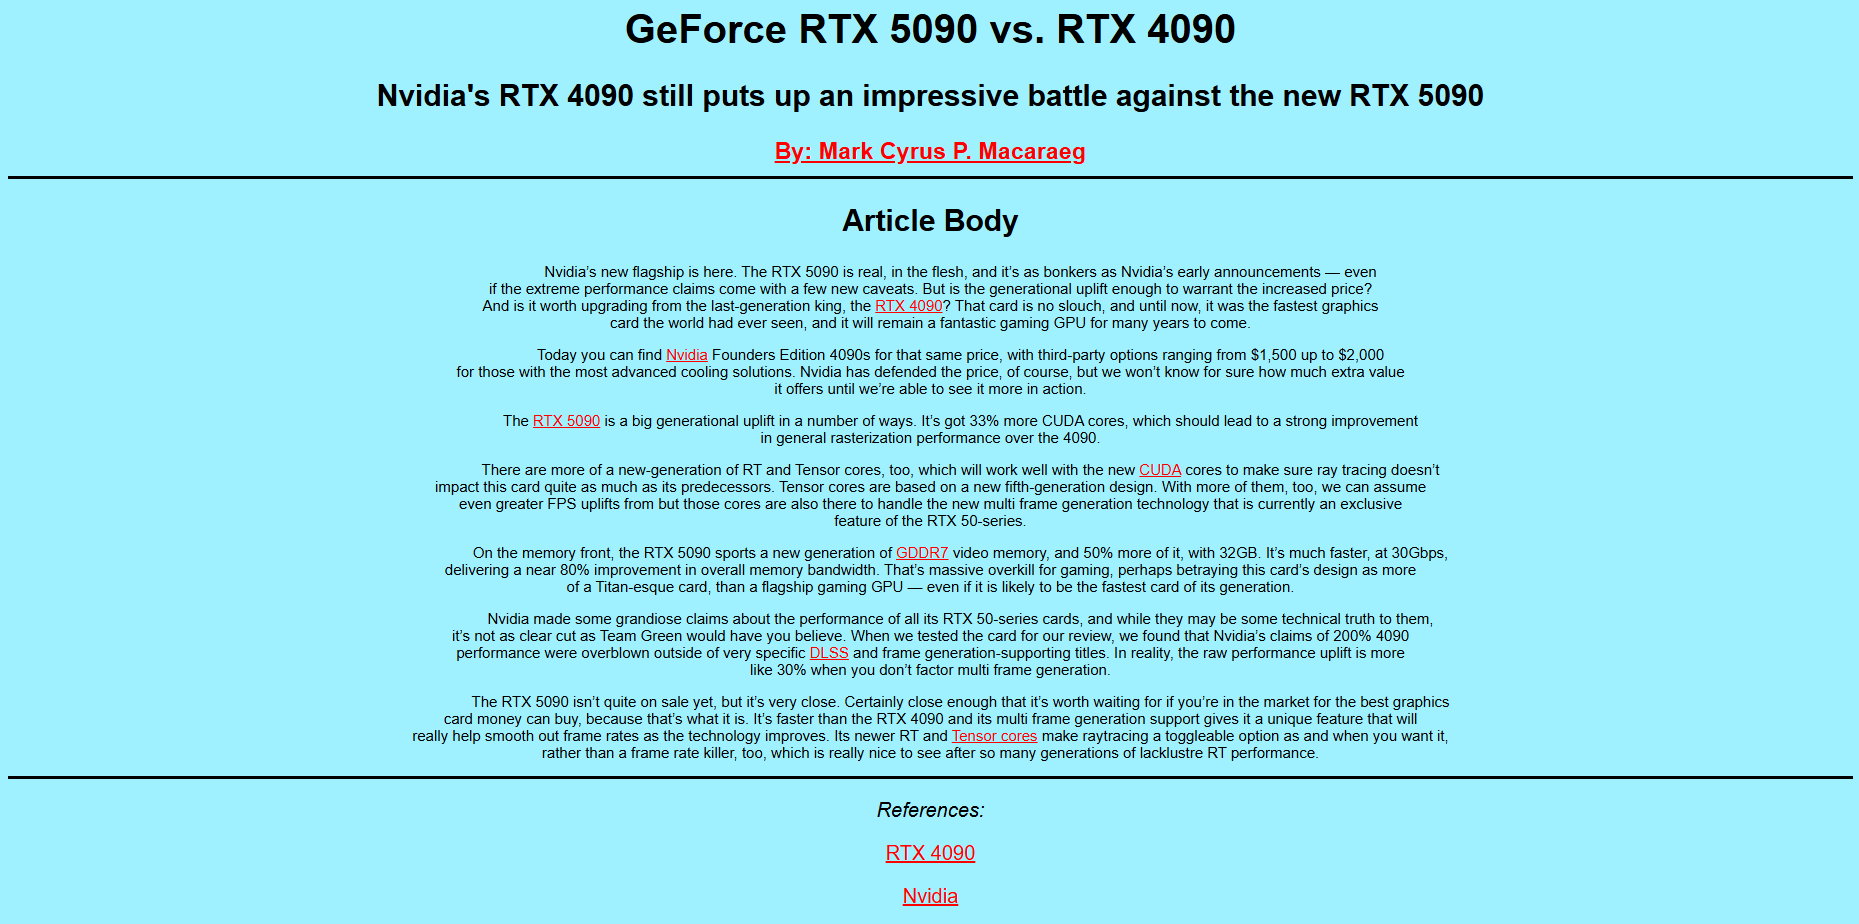 GeForce RTX 5090 vs. RTX 4090
Nvidia's RTX 4090 still puts up an impressive battle against the new RTX 5090
By: Mark Cyrus P. Macaraeg
Article Body
Nvidia’s new flagship is here. The RTX 5090 is real, in the flesh, and it’s as bonkers as Nvidia’s early announcements — even
if the extreme performance claims come with a few new caveats. But is the generational uplift enough to warrant the increased price?
And is it worth upgrading from the last-generation king, the RTX 4090? That card is no slouch, and until now, it was the fastest graphics
card the world had ever seen, and it will remain a fantastic gaming GPU for many years to come.
Today you can find Nvidia Founders Edition 4090s for that same price, with third-party options ranging from $1,500 up to $2,000
for those with the most advanced cooling solutions. Nvidia has defended the price, of course, but we won’t know for sure how much extra value
it offers until we’re able to see it more in action.
The RTX 5090 is a big generational uplift in a number of ways. It’s got 33% more CUDA cores, which should lead to a strong improvement
in general rasterization performance over the 4090.
There are more of a new-generation of RT and Tensor cores, too, which will work well with the new CUDA cores to make sure ray tracing doesn’t
impact this card quite as much as its predecessors. Tensor cores are based on a new fifth-generation design. With more of them, too, we can assume
even greater FPS uplifts from but those cores are also there to handle the new multi frame generation technology that is currently an exclusive
feature of the RTX 50-series.
On the memory front, the RTX 5090 sports a new generation of GDDR7 video memory, and 50% more of it, with 32GB. It’s much faster, at 30Gbps,
delivering a near 80% improvement in overall memory bandwidth. That’s massive overkill for gaming, perhaps betraying this card’s design as more
of a Titan-esque card, than a flagship gaming GPU — even if it is likely to be the fastest card of its generation.
Nvidia made some grandiose claims about the performance of all its RTX 50-series cards, and while they may be some technical truth to them,
it’s not as clear cut as Team Green would have you believe. When we tested the card for our review, we found that Nvidia’s claims of 200% 4090
performance were overblown outside of very specific DLSS and frame generation-supporting titles. In reality, the raw performance uplift is more
like 30% when you don’t factor multi frame generation.
The RTX 5090 isn’t quite on sale yet, but it’s very close. Certainly close enough that it’s worth waiting for if you’re in the market for the best graphics
card money can buy, because that’s what it is. It’s faster than the RTX 4090 and its multi frame generation support gives it a unique feature that will
really help smooth out frame rates as the technology improves. Its newer RT and Tensor cores make raytracing a toggleable option as and when you want it,
rather than a frame rate killer, too, which is really nice to see after so many generations of lacklustre RT performance.
References:
RTX 4090
Nvidia